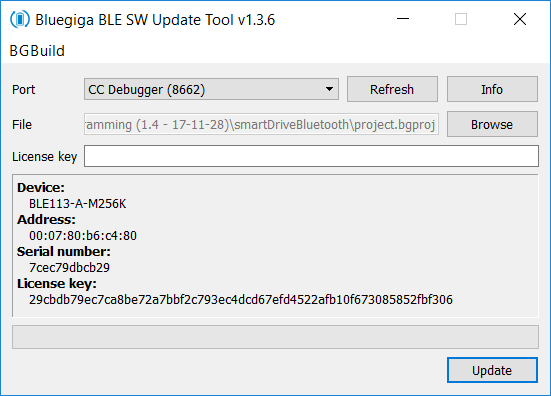 Bluegiga BLE SW Update Tool v1.3.6
BGBuild
Port CC Debugger (8662) Refresh Info
File ramming (1.4 - 17-11-28)\smartDriveBluetooth\project.bgproj Browse
License key
Device:
BLE113-A-M256K
Address:
00:07:80:b6:c4:80
Serial number:
7cec79dbcb29
License key:
29cbdb79ec7ca8be72a7bbf2c793ec4dcd67efd4522afb10f673085852fbf306
Update